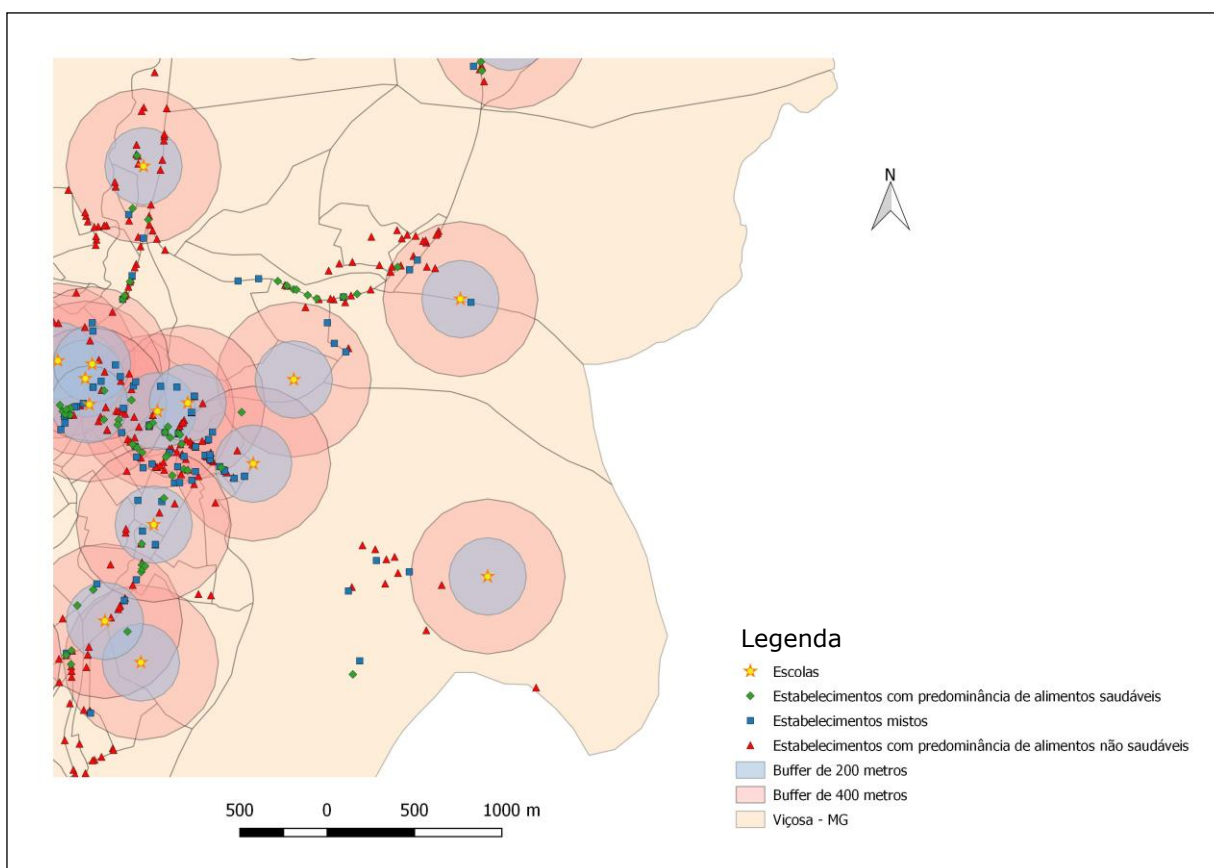 N
Legenda
Escolas
Estabelecimentos com predominância de alimentos saudáveis
Estabelecimentos mistos
Estabelecimentos com predominância de alimentos não saudáveis
Buffer de 200 metros
Buffer de 400 metros
Viçosa - MG
500 0 500 1000 m